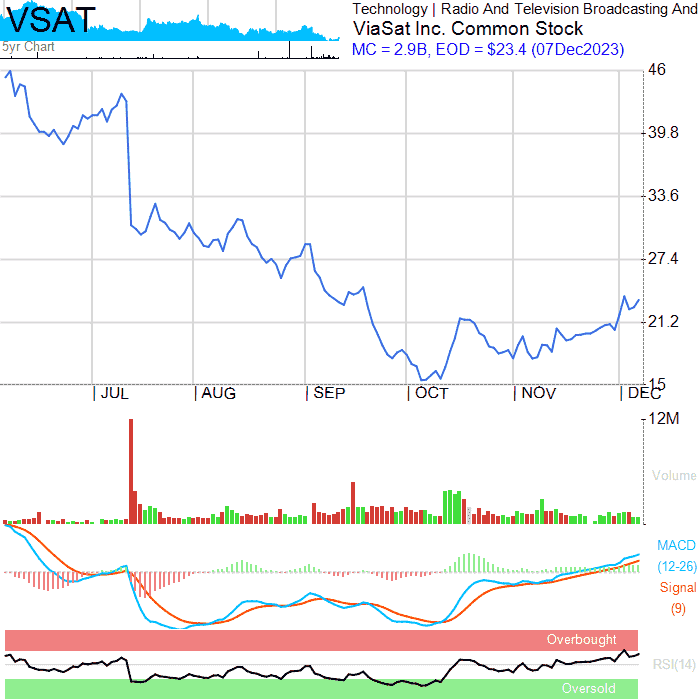 VSAT
5yr Chart
Technology | Radio And Television Broadcasting And
ViaSat Inc. Common Stock
MC = 2.9B, EOD = $23.4 (07Dec2023)
46
39.8
33.6
27.4
21.2
15
JUL
AUG
SEP
OCT
NOV
DEC
12M
Volume
MACD
(12-26)
Signal
(9)
Overbought
RSI(14)
Oversold